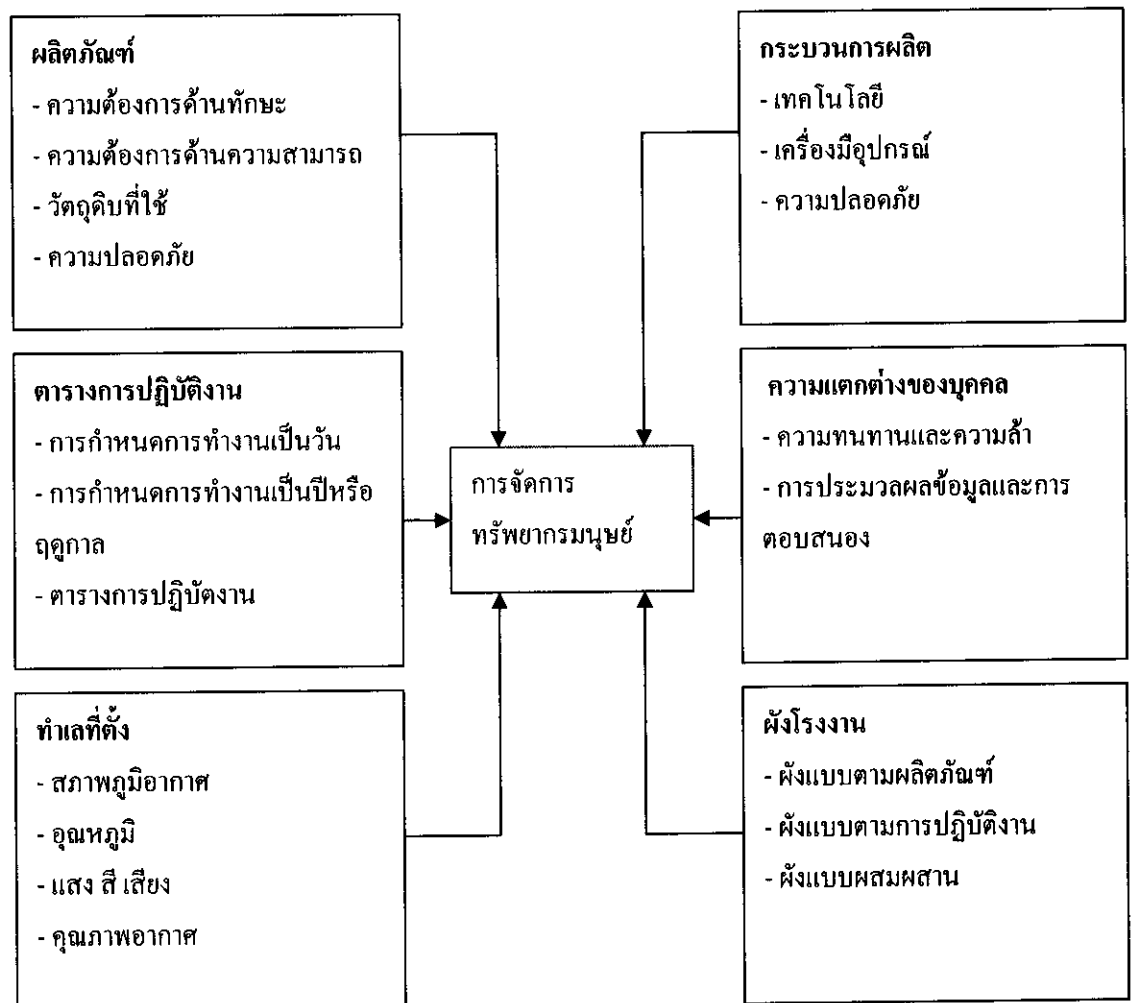 ผลิตภัณฑ์
- ความต้องการด้านทักษะ
- ความต้องการด้านความสามารถ
- วัตถุดิบที่ใช้
- ความปลอดภัย
กระบวนการผลิต
- เทคโนโลยี
- เครื่องมืออุปกรณ์
- ความปลอดภัย
ตารางการปฏิบัติงาน
- การกำหนดการทำงานเป็นวัน
- การกำหนดการทำงานเป็นปีหรือ
ฤดูกาล
- ตารางการปฏิบัตงาน
การจัดการ
ทรัพยากรมนุษย์
ความแตกต่างของบุคคล
- ความทนทานและความล้า
- การประมวลผลข้อมูลและการ
ตอบสนอง
ทำเลที่ตั้ง
- สภาพภูมิอากาศ
- อุณหภูมิ
- แสง สี เสียง
- คุณภาพอากาศ
ผังโรงงาน
- ผังแบบตามผลิตภัณฑ์
- ผังแบบตามการปฏิบัติงาน
- ผังแบบผสมผสาน